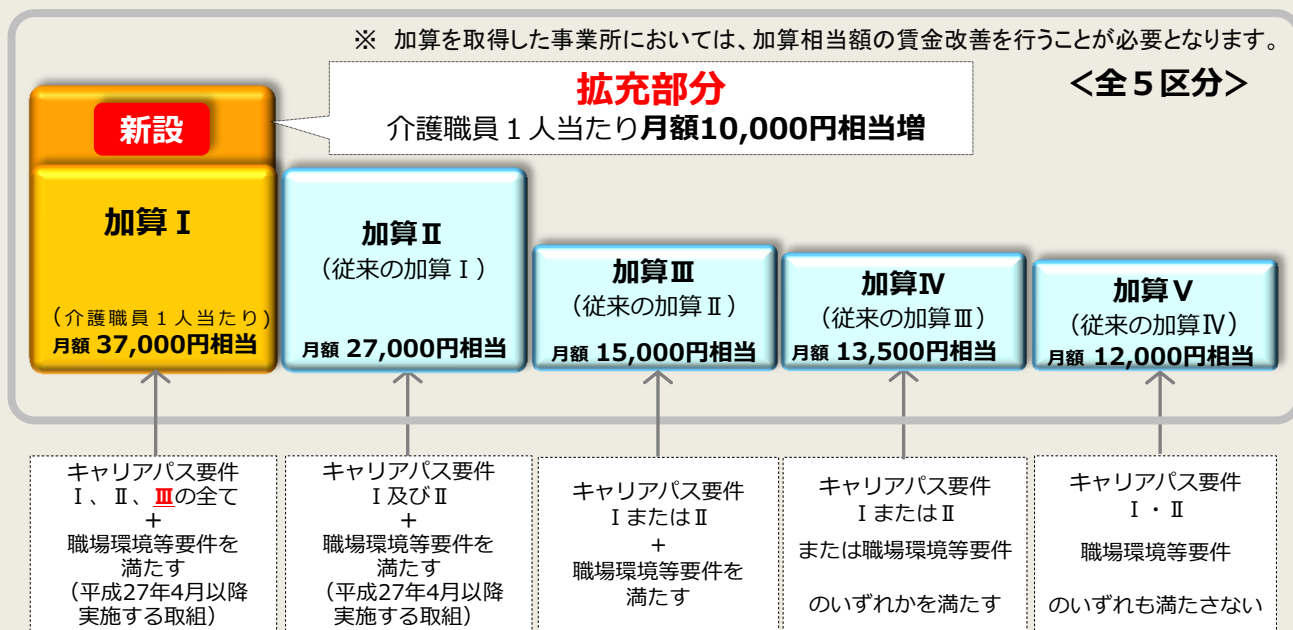 ※ 加算を取得した事業所においては、加算相当額の賃金改善を行うことが必要となります。
<全5区分>
拡充部分
介護職員1人当たり月額10,000円相当増
新設
加算Ⅰ
(介護職員1人当たり)
月額 37,000円相当
加算Ⅱ
(従来の加算Ⅰ)
月額 27,000円相当
加算Ⅲ
(従来の加算Ⅱ)
月額 15,000円相当
加算Ⅳ
(従来の加算Ⅲ)
月額 13,500円相当
加算Ⅴ
(従来の加算Ⅳ)
月額 12,000円相当
キャリアパス要件
Ⅰ、Ⅱ、Ⅲの全て
+
職場環境等要件を
満たす
(平成27年4月以降
実施する取組)
キャリアパス要件
Ⅰ及びⅡ
+
職場環境等要件を
満たす
(平成27年4月以降
実施する取組)
キャリアパス要件
ⅠまたはⅡ
+
職場環境等要件を
満たす
キャリアパス要件
ⅠまたはⅡ
または職場環境等要件
のいずれかを満たす
キャリアパス要件
Ⅰ・Ⅱ
職場環境等要件
のいずれも満たさない